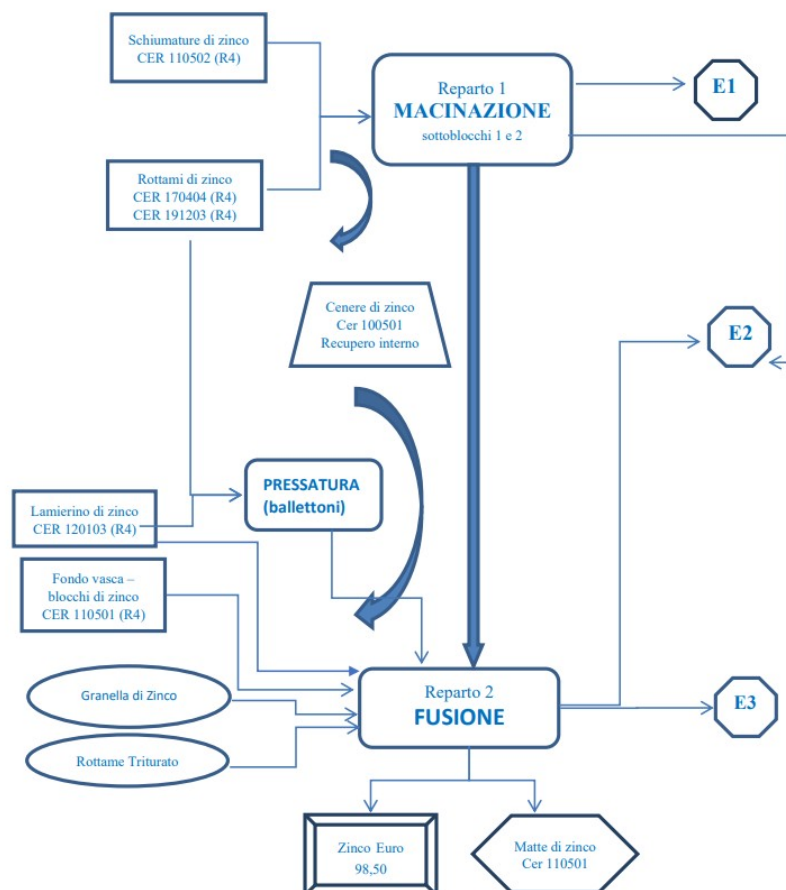 Schiumature di zinco
CER 110502 (R4)
Reparto 1
MACINAZIONE
sottoblocchi 1 e 2
E1
Rottami di zinco
CER 170404 (R4)
CER 191203 (R4)
Cenere di zinco
Cer 100501
Recupero interno
E2
PRESSATURA
(ballettoni)
Lamierino di zinco
CER 120103 (R4)
Fondo vasca –
blocchi di zinco
CER 110501 (R4)
Granella di Zinco
Rottame Triturato
Reparto 2
FUSIONE
E3
Zinco Euro
98,50
Matte di zinco
Cer 110501